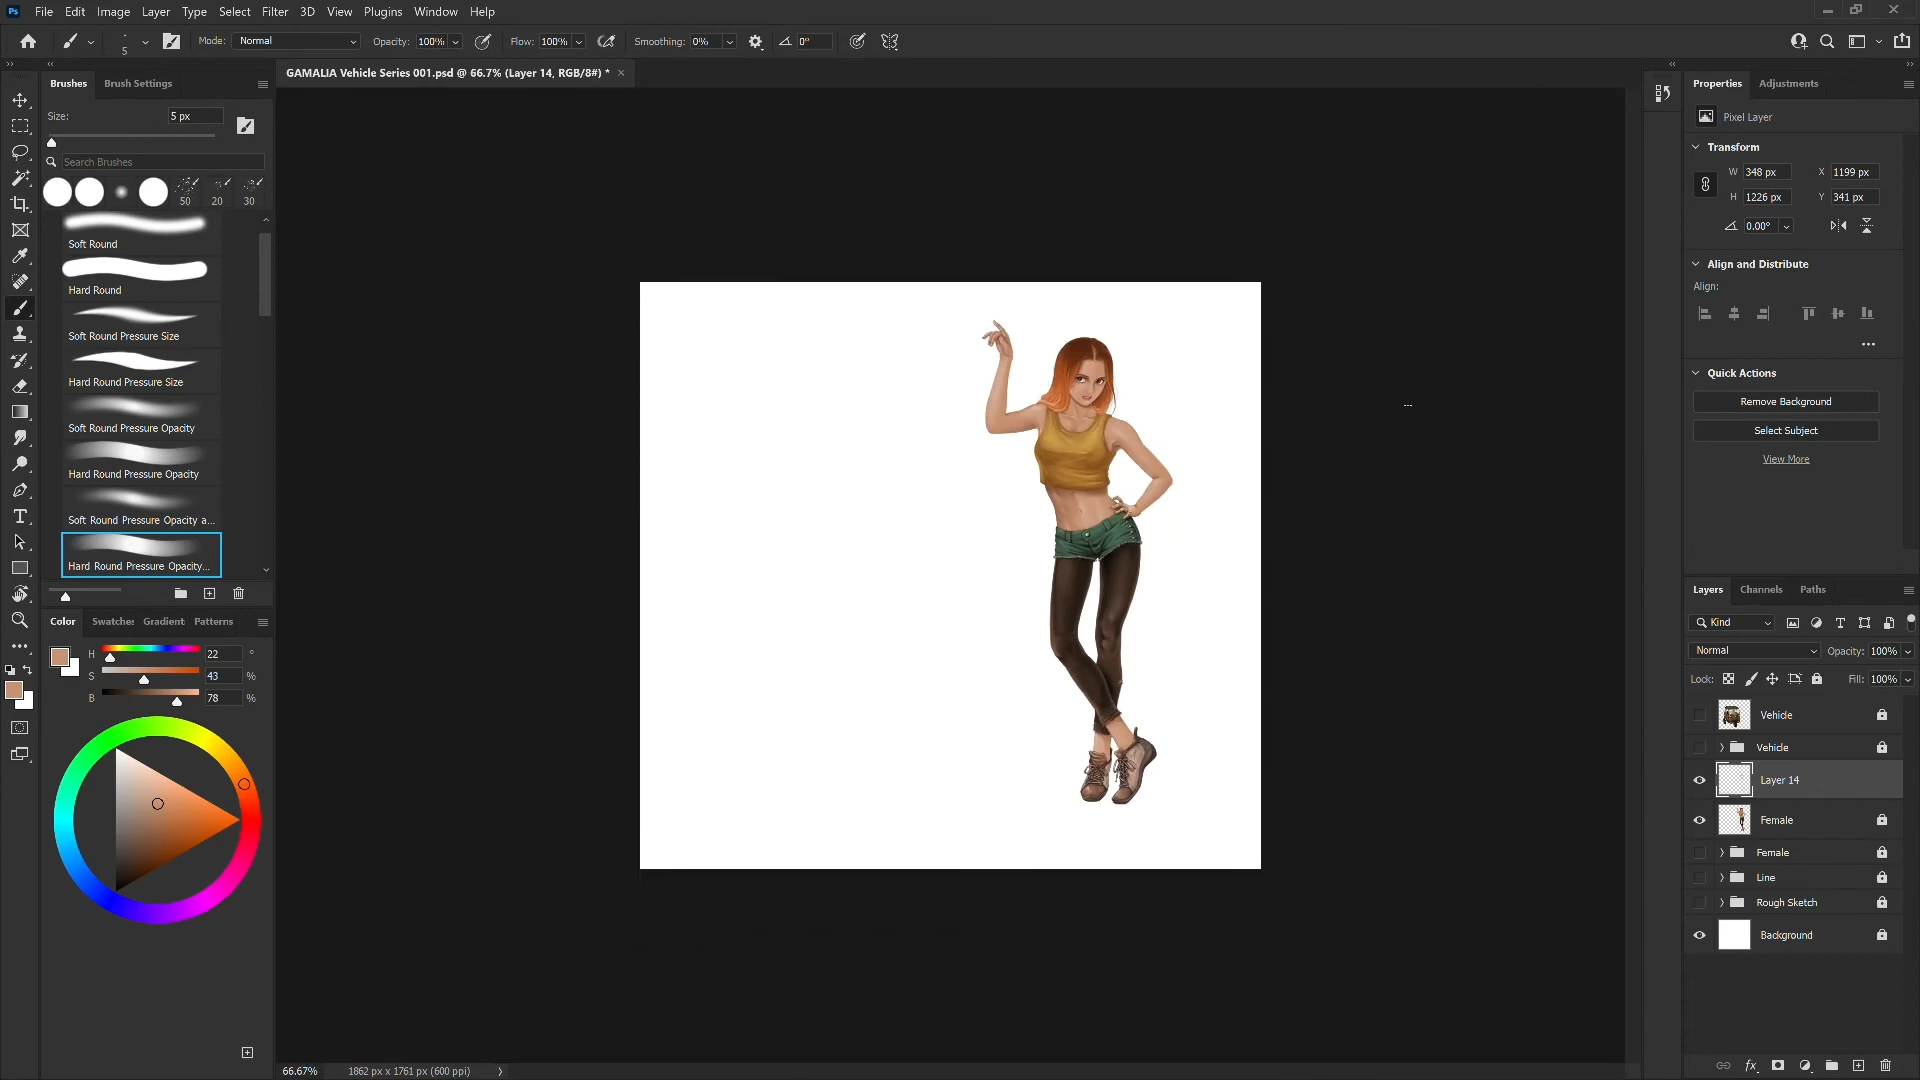 Ps File Edit Image Layer Type Select Filter 3D View Plugins Window Help
5 Mode: Normal Opacity: 100% Flow: 100% Smoothing: 0% 0°
GAMALIA Vehicle Series 001.psd @ 66.7% (Layer 14, RGB/8#) *
Brushes Brush Settings
Size: 5 px
Search Brushes
50 20 30
Soft Round
Hard Round
Soft Round Pressure Size
Hard Round Pressure Size
Soft Round Pressure Opacity
Hard Round Pressure Opacity
Soft Round Pressure Opacity a...
Hard Round Pressure Opacity...
Color Swatches Gradient Patterns
H 22 °
S 43 %
B 78 %
66.67% 1862 px x 1761 px (600 ppi)
Properties Adjustments
Pixel Layer
Transform
W 348 px X 1199 px
H 1226 px Y 341 px
0.00°
Align and Distribute
Align:
Quick Actions
Remove Background
Select Subject
View More
Layers Channels Paths
Kind
Normal Opacity: 100%
Lock: Fill: 100%
Vehicle
Vehicle
Layer 14
Female
Female
Line
Rough Sketch
Background
fx